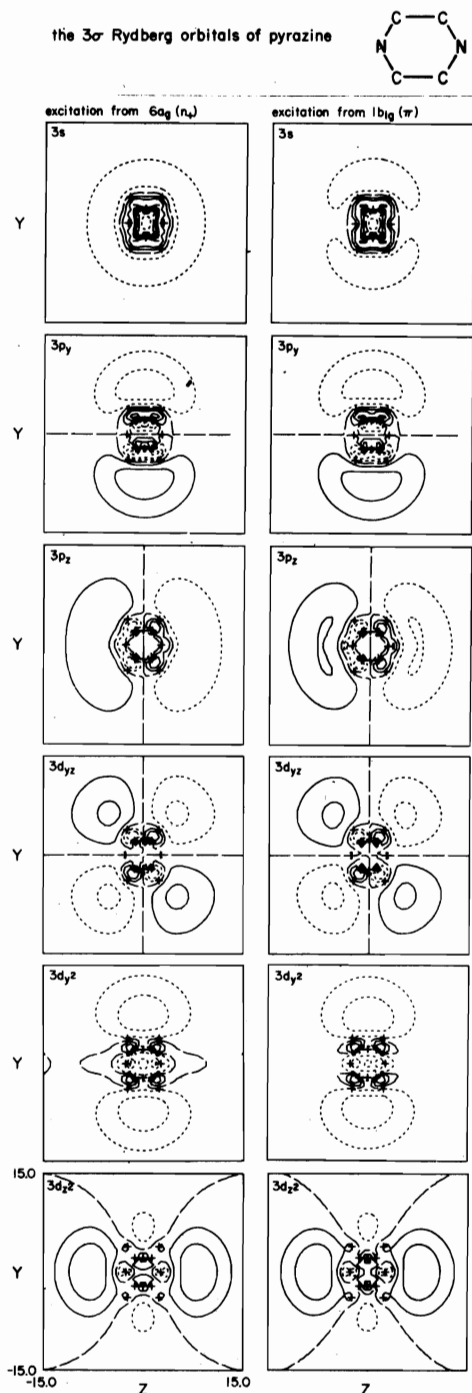 the 3σ Rydberg orbitals of pyrazine
C C
N N
C C
excitation from 6ag (n+)
excitation from 1b1g (π)
3s
3s
Y
3py
3py
Y
3pz
3pz
Y
3dyz
3dyz
Y
3dy2
3dy2
Y
15.0
3dz2
3dz2
Y
-15.0
Z
15.0
Z
15.0